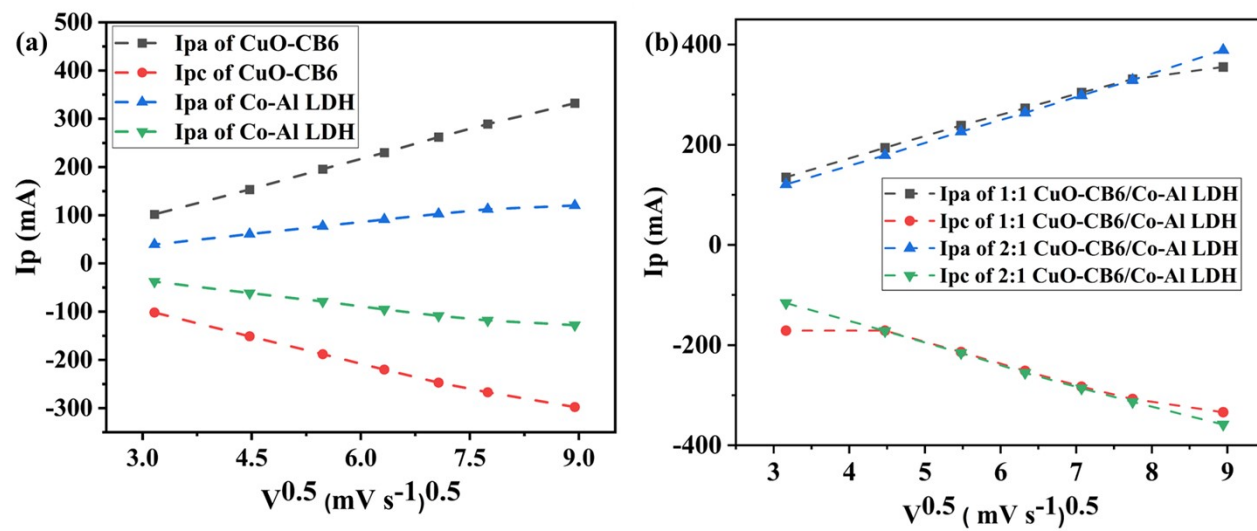 (a)
500
400
300
200
100
0
-100
-200
-300
Ip (mA)
Ipa of CuO-CB6
Ipc of CuO-CB6
Ipa of Co-Al LDH
Ipa of Co-Al LDH
3.0 4.5 6.0 7.5 9.0
V^0.5 (mV s^-1)^0.5
(b)
400
200
0
-200
-400
Ip (mA)
Ipa of 1:1 CuO-CB6/Co-Al LDH
Ipc of 1:1 CuO-CB6/Co-Al LDH
Ipa of 2:1 CuO-CB6/Co-Al LDH
Ipc of 2:1 CuO-CB6/Co-Al LDH
3 4 5 6 7 8 9
V^0.5 ( mV s^-1)^0.5